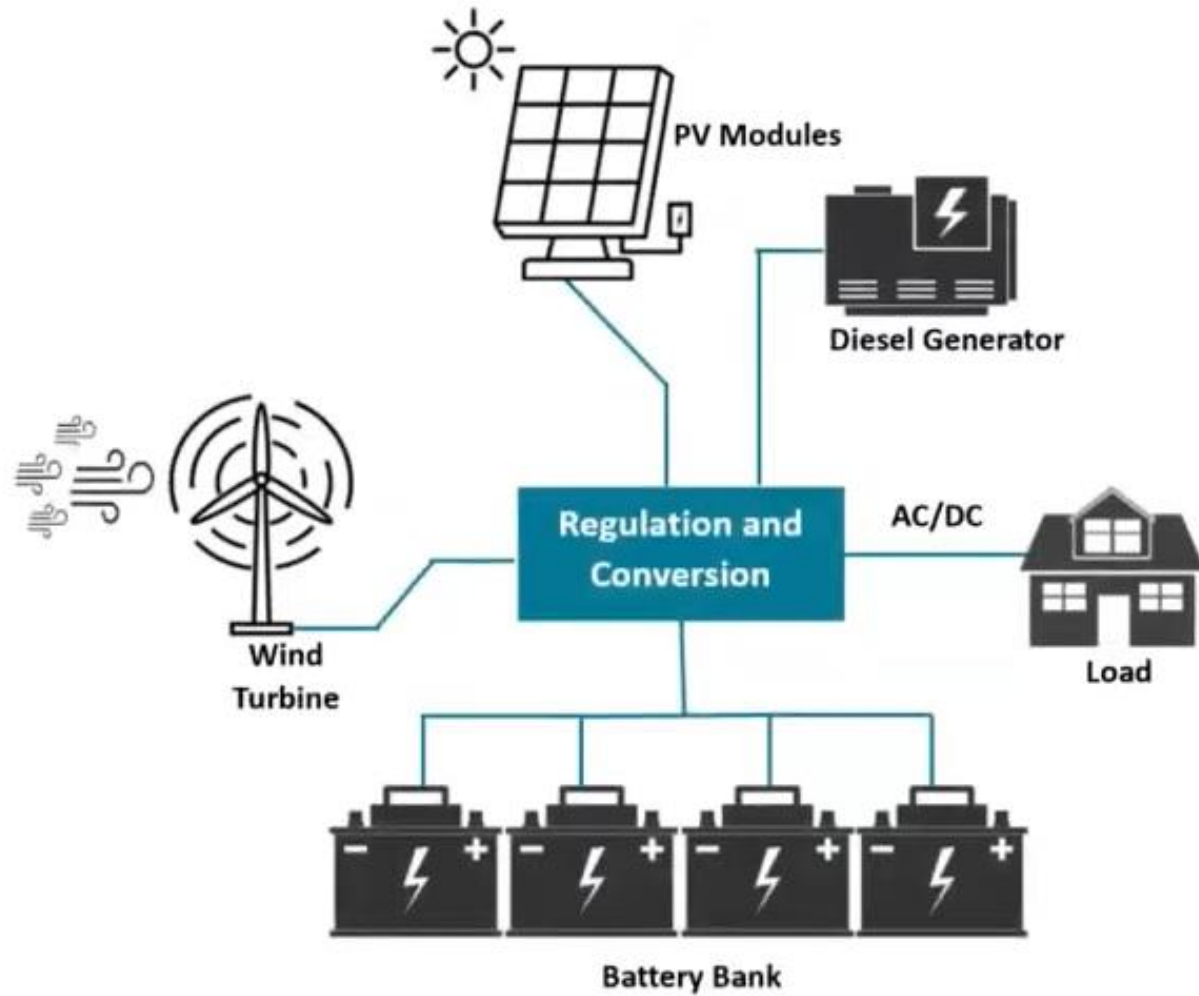 PV Modules
Diesel Generator
Regulation and
Conversion
AC/DC
Wind
Turbine
Load
Battery Bank